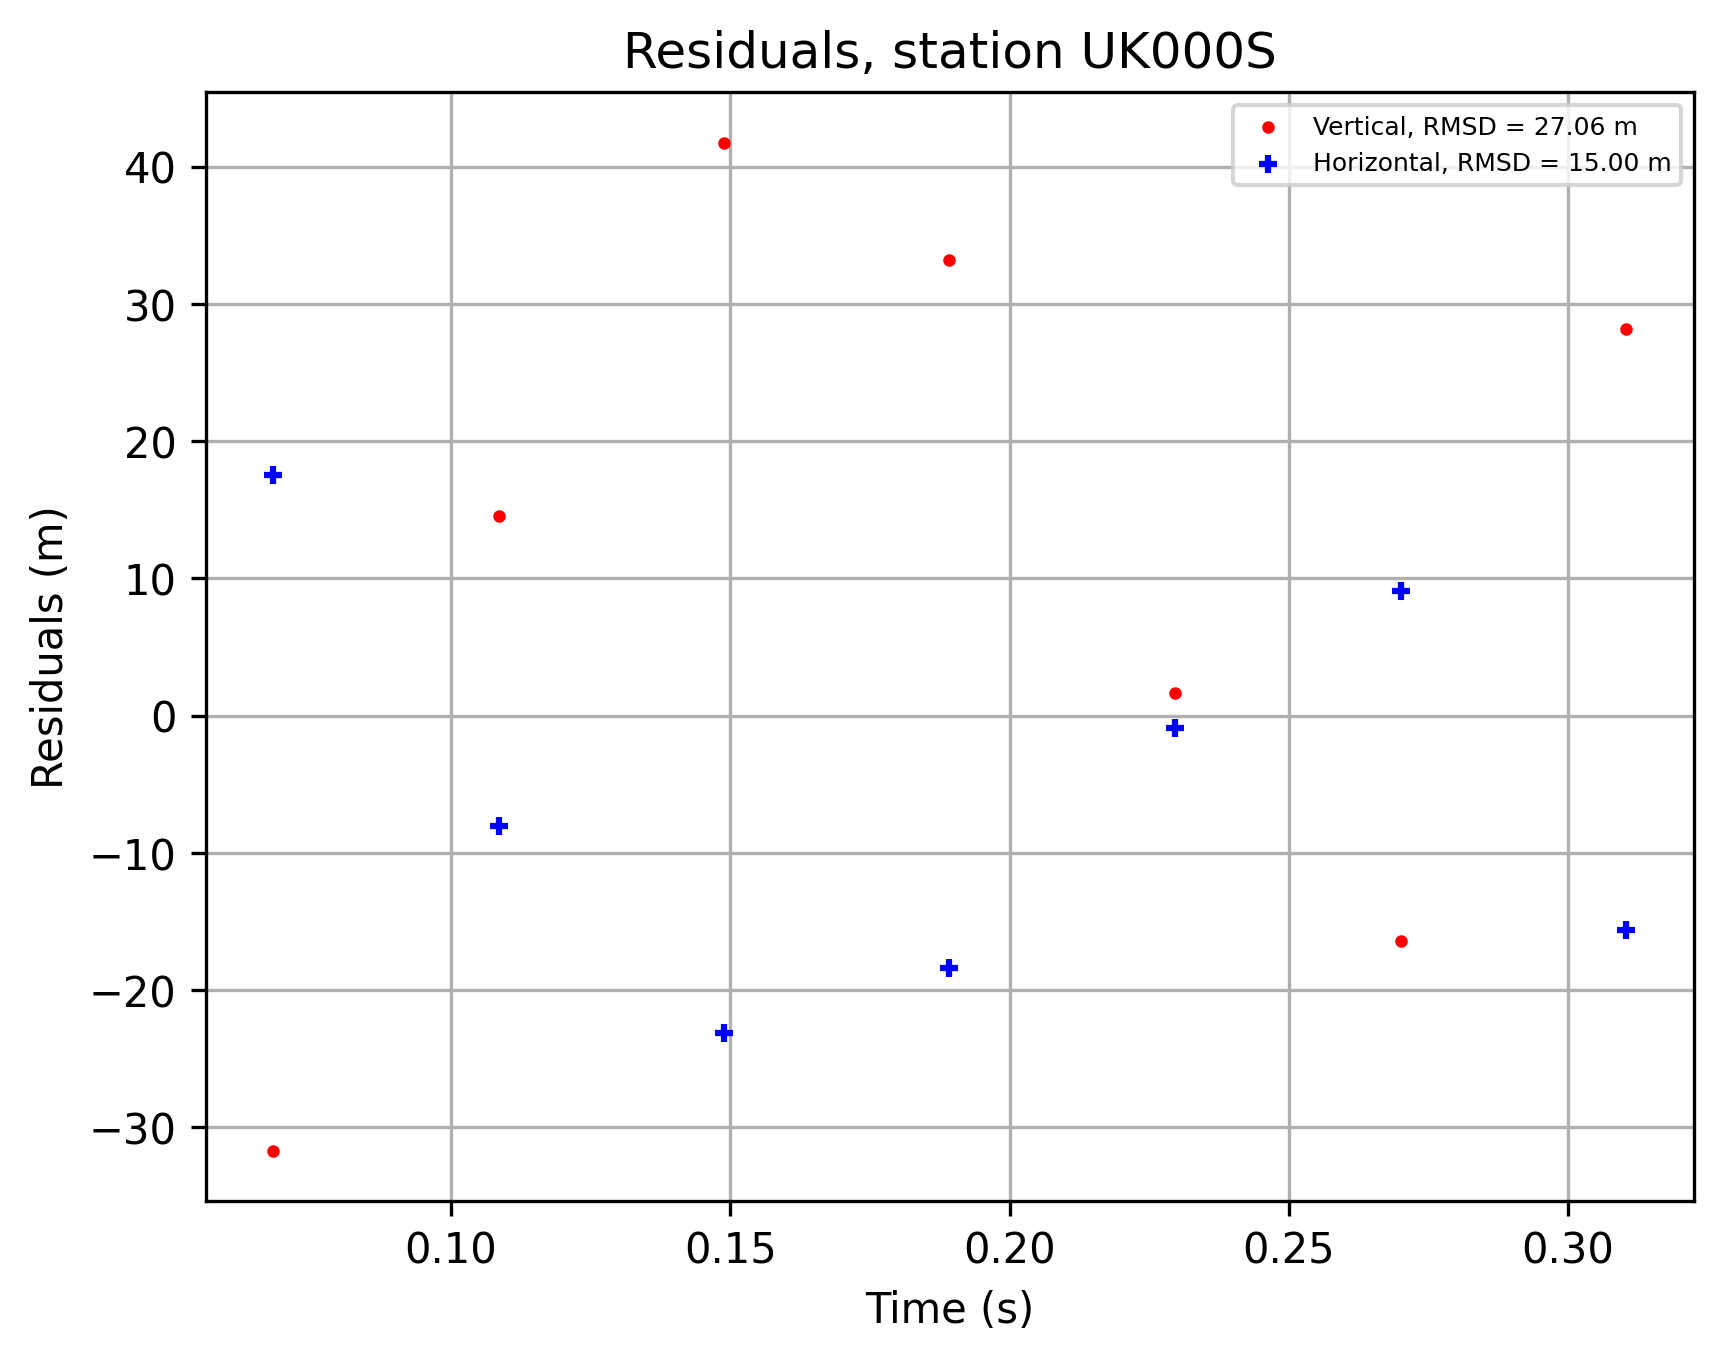 Residuals, station UK000S
Vertical, RMSD = 27.06 m
Horizontal, RMSD = 15.00 m
40
30
20
10
0
−10
−20
−30
Residuals (m)
0.10 0.15 0.20 0.25 0.30
Time (s)